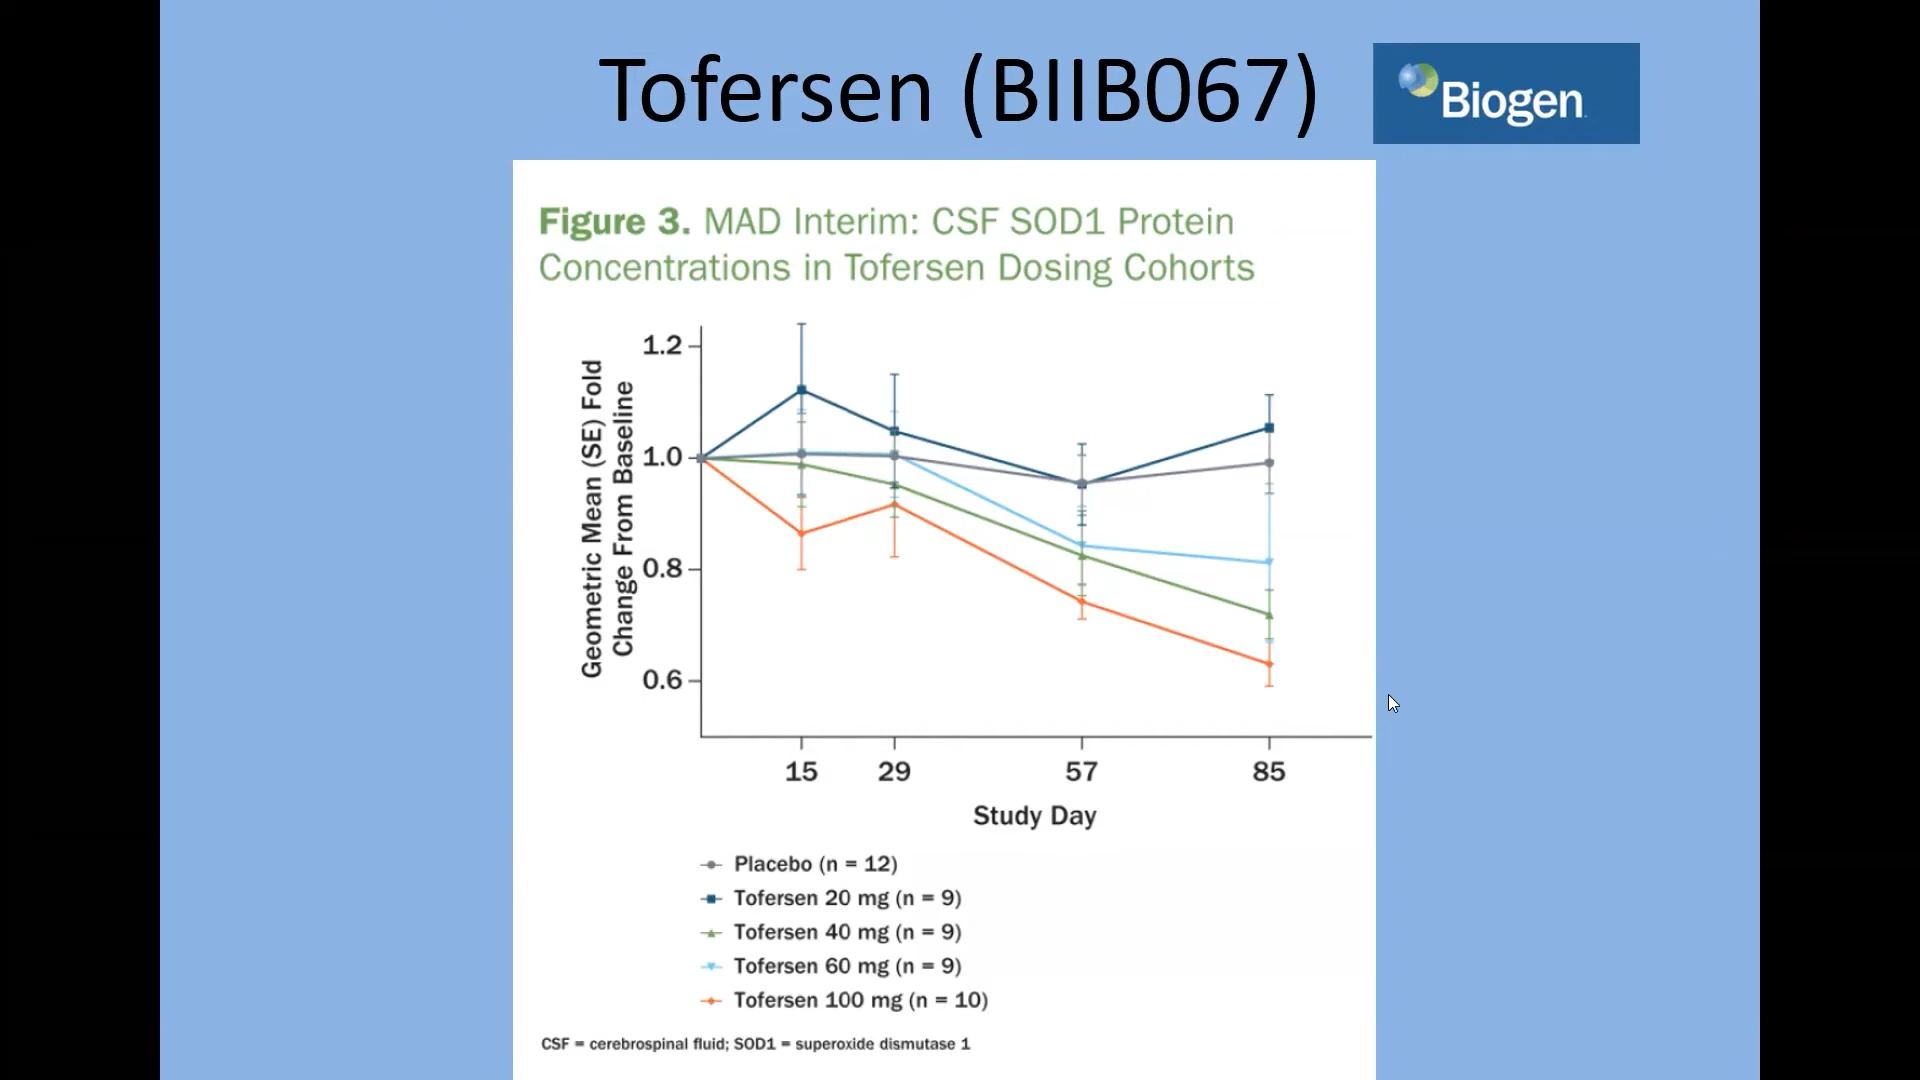 Tofersen (BIIB067)
Biogen
Figure 3. MAD Interim: CSF SOD1 Protein
Concentrations in Tofersen Dosing Cohorts
Geometric Mean (SE) Fold
Change From Baseline
1.2
1.0
0.8
0.6
15 29 57 85
Study Day
Placebo (n = 12)
Tofersen 20 mg (n = 9)
Tofersen 40 mg (n = 9)
Tofersen 60 mg (n = 9)
Tofersen 100 mg (n = 10)
CSF = cerebrospinal fluid; SOD1 = superoxide dismutase 1